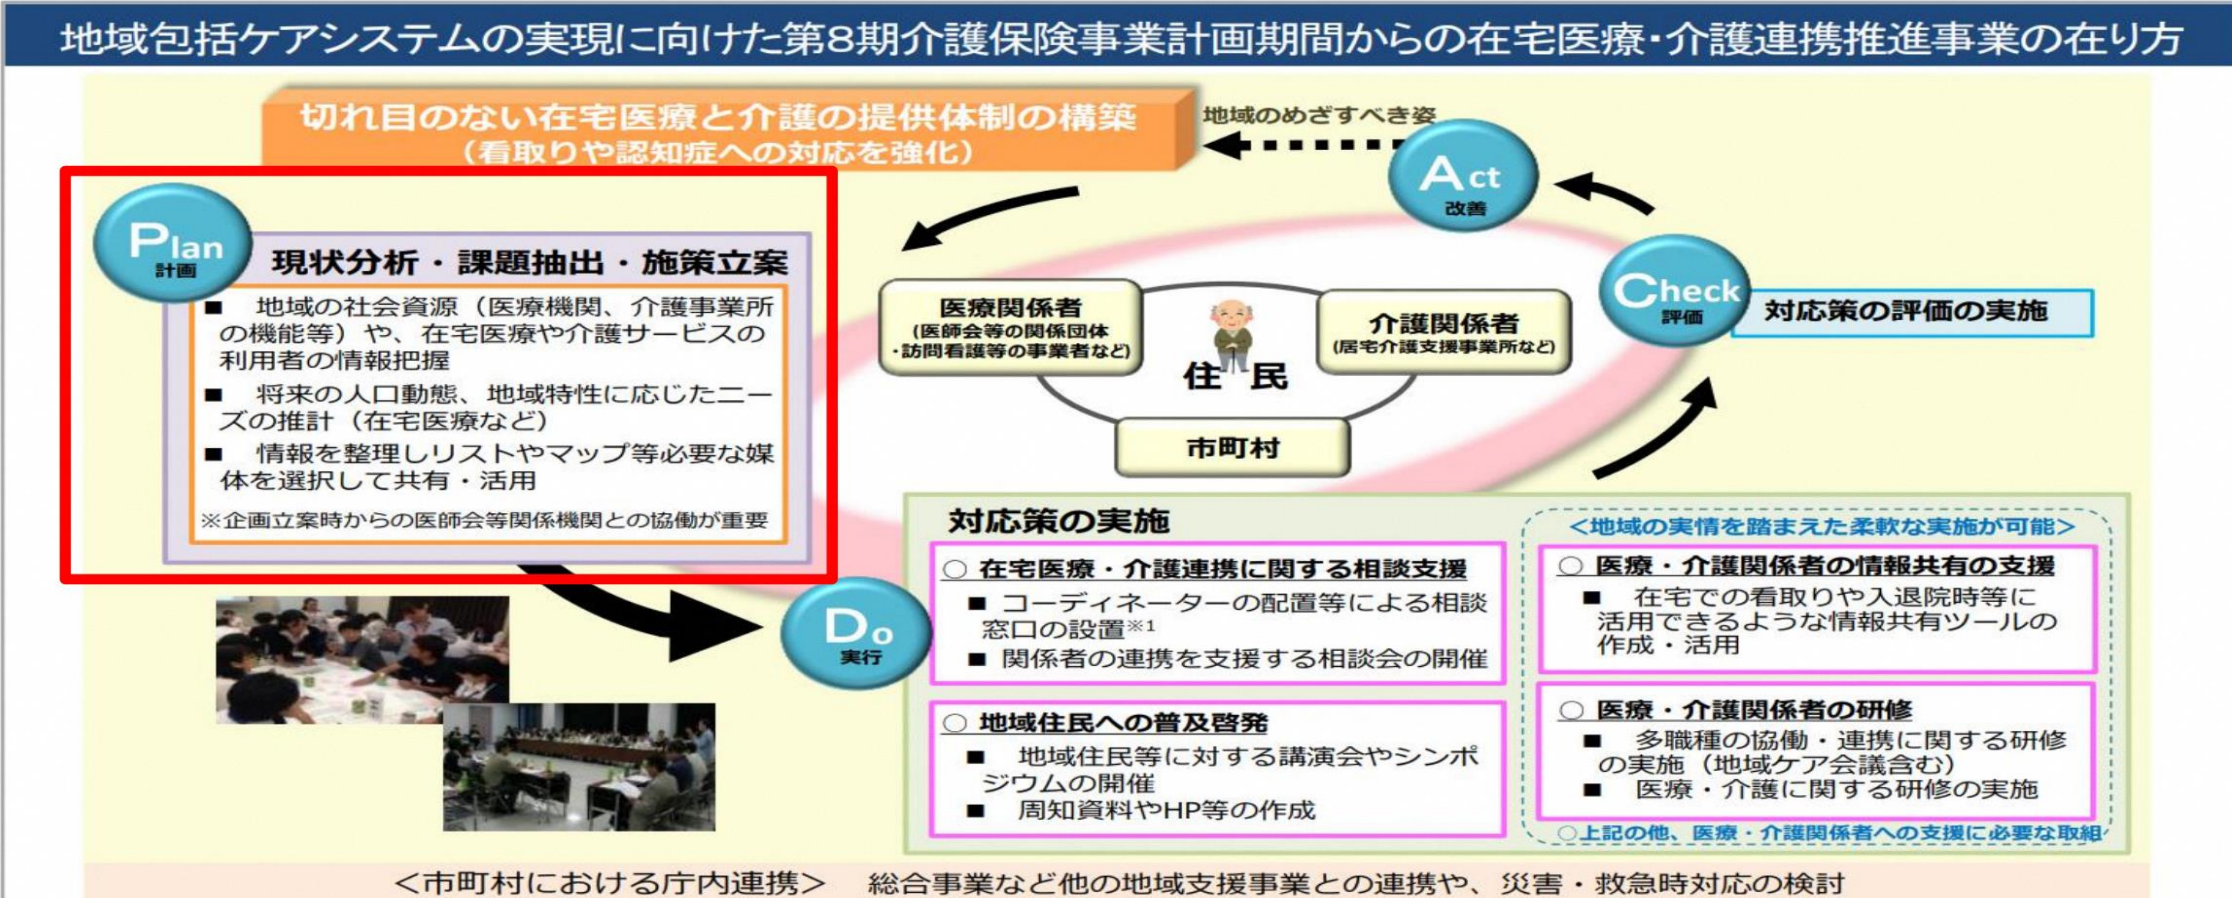 地域包括ケアシステムの実現に向けた第8期介護保険事業計画期間からの在宅医療・介護連携推進事業の在り方
切れ目のない在宅医療と介護の提供体制の構築
（看取りや認知症への対応を強化）
地域のめざすべき姿
Act
改善
Plan
計画
現状分析・課題抽出・施策立案
■ 地域の社会資源（医療機関、介護事業所
の機能等）や、在宅医療や介護サービスの
利用者の情報把握
■ 将来の人口動態、地域特性に応じたニー
ズの推計（在宅医療など）
■ 情報を整理しリストやマップ等必要な媒
体を選択して共有・活用
※企画立案時からの医師会等関係機関との協働が重要
医療関係者
(医師会等の関係団体
・訪問看護等の事業者など)
住民
介護関係者
(居宅介護支援事業所など)
市町村
Check
評価
対応策の評価の実施
Do
実行
対応策の実施
○ 在宅医療・介護連携に関する相談支援
■ コーディネーターの配置等による相談
窓口の設置※1
■ 関係者の連携を支援する相談会の開催
○ 地域住民への普及啓発
■ 地域住民等に対する講演会やシンポ
ジウムの開催
■ 周知資料やHP等の作成
＜地域の実情を踏まえた柔軟な実施が可能＞
○ 医療・介護関係者の情報共有の支援
■ 在宅での看取りや入退院時等に
活用できるような情報共有ツールの
作成・活用
○ 医療・介護関係者の研修
■ 多職種の協働・連携に関する研修
の実施（地域ケア会議含む）
■ 医療・介護に関する研修の実施
○上記の他、医療・介護関係者への支援に必要な取組
＜市町村における庁内連携＞ 総合事業など他の地域支援事業との連携や、災害・救急時対応の検討